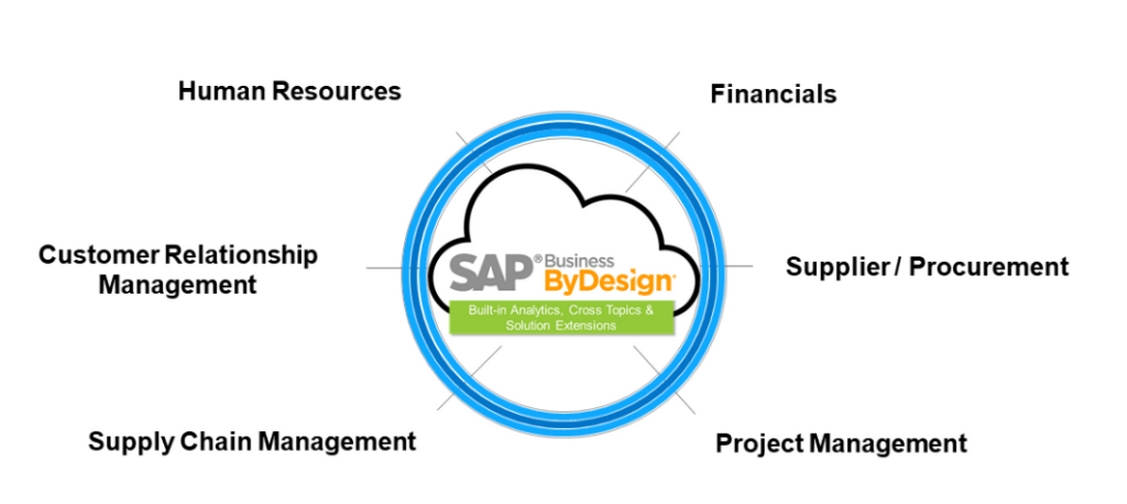 Human Resources
Financials
Customer Relationship
Management
SAP® Business
ByDesign
Built-in Analytics, Cross Topics &
Solution Extensions
Supplier / Procurement
Supply Chain Management
Project Management